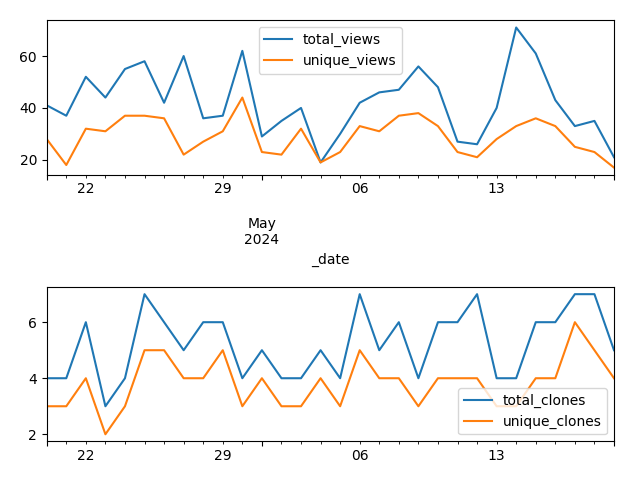 total_views
unique_views
60
40
20
22
29
06
13
May
2024
_date
total_clones
unique_clones
6
4
2
22
29
06
13